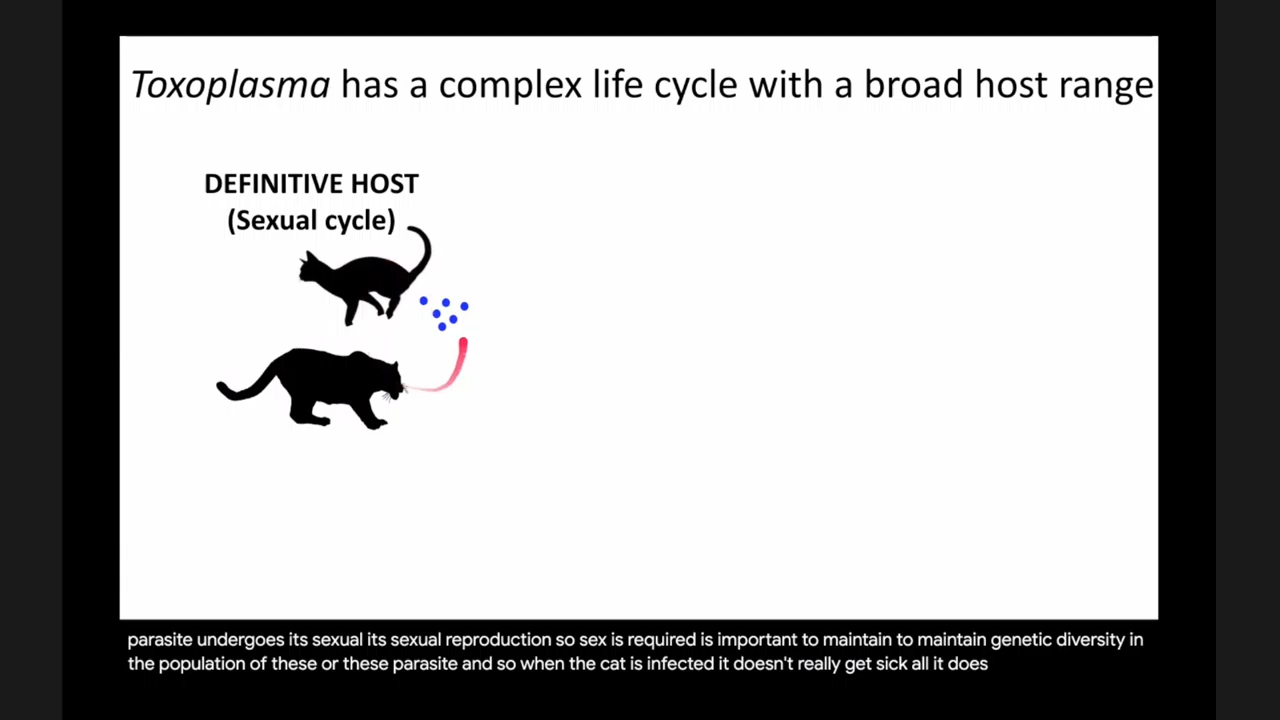 Toxoplasma has a complex life cycle with a broad host range
DEFINITIVE HOST
(Sexual cycle)
parasite undergoes its sexual its sexual reproduction so sex is required is important to maintain to maintain genetic diversity in
the population of these or these parasite and so when the cat is infected it doesn't really get sick all it does